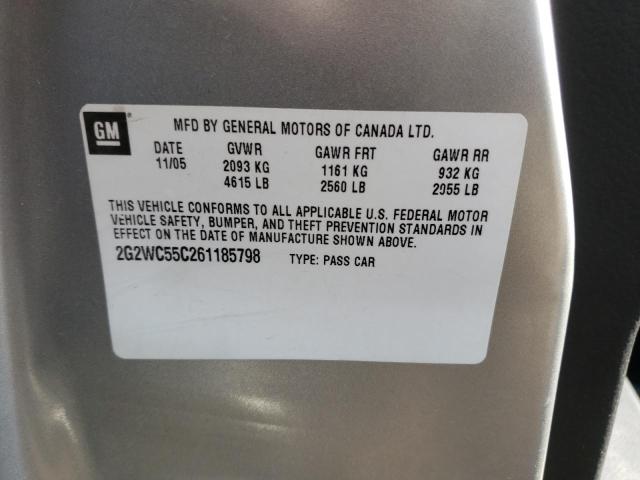 GM
MFD BY GENERAL MOTORS OF CANADA LTD.
DATE GVWR GAWR FRT GAWR RR
11/05 2093 KG 1161 KG 932 KG
4615 LB 2560 LB 2055 LB
THIS VEHICLE CONFORMS TO ALL APPLICABLE U.S. FEDERAL MOTOR
VEHICLE SAFETY, BUMPER, AND THEFT PREVENTION STANDARDS IN
EFFECT ON THE DATE OF MANUFACTURE SHOWN ABOVE.
2G2WC55C261185798 TYPE: PASS CAR